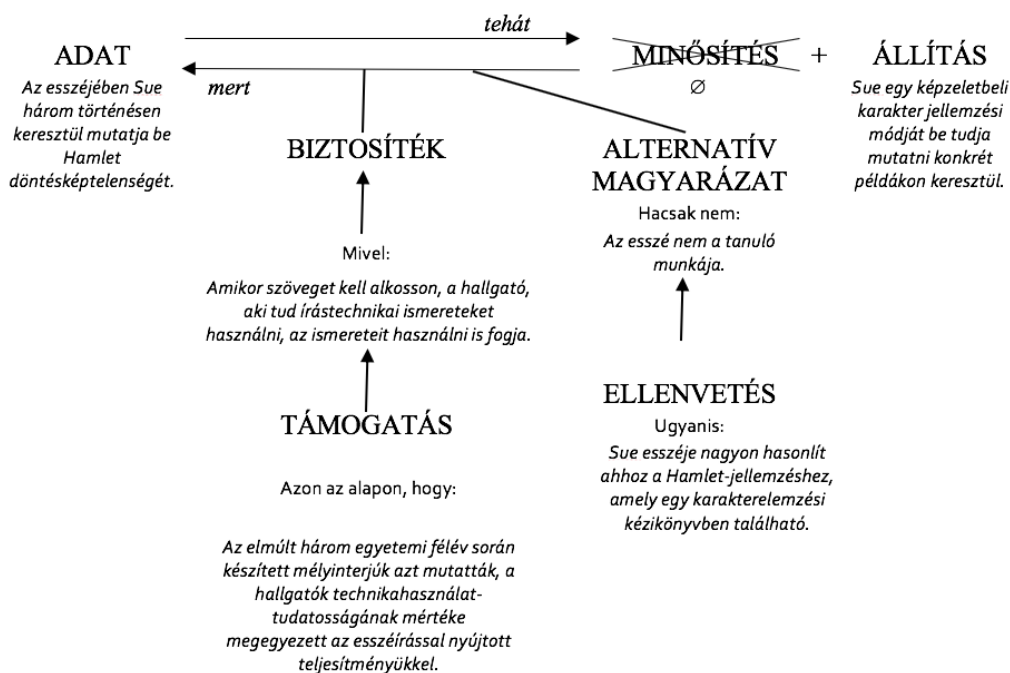 tehát
ADAT
MINŐSÍTÉS + ÁLLÍTÁS
mert
∅
Az esszéjében Sue
három történésen
keresztül mutatja be
Hamlet
döntésképtelenségét.
Sue egy képzeletbeli
karakter jellemzési
módját be tudja
mutatni konkrét
példákon keresztül.
BIZTOSÍTÉK
Mivel:
Amikor szöveget kell alkosson, a hallgató,
aki tud írástechnikai ismereteket
használni, az ismereteit használni is fogja.
TÁMOGATÁS
Azon az alapon, hogy:
Az elmúlt három egyetemi félév során
készített mélyinterjúk azt mutatták, a
hallgatók technikahasználat-
tudatosságának mértéke
megegyezett az esszéírással nyújtott
teljesítményükkel.
ALTERNATÍV
MAGYARÁZAT
Hacsak nem:
Az esszé nem a tanuló
munkája.
ELLENVETÉS
Ugyanis:
Sue esszéje nagyon hasonlít
ahhoz a Hamlet-jellemzéshez,
amely egy karakterelemzési
kézikönyvben található.